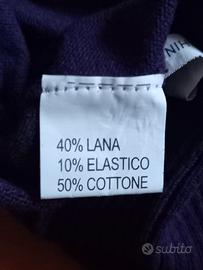 40% LANA
10% ELASTICO
50% COTTONE
subito